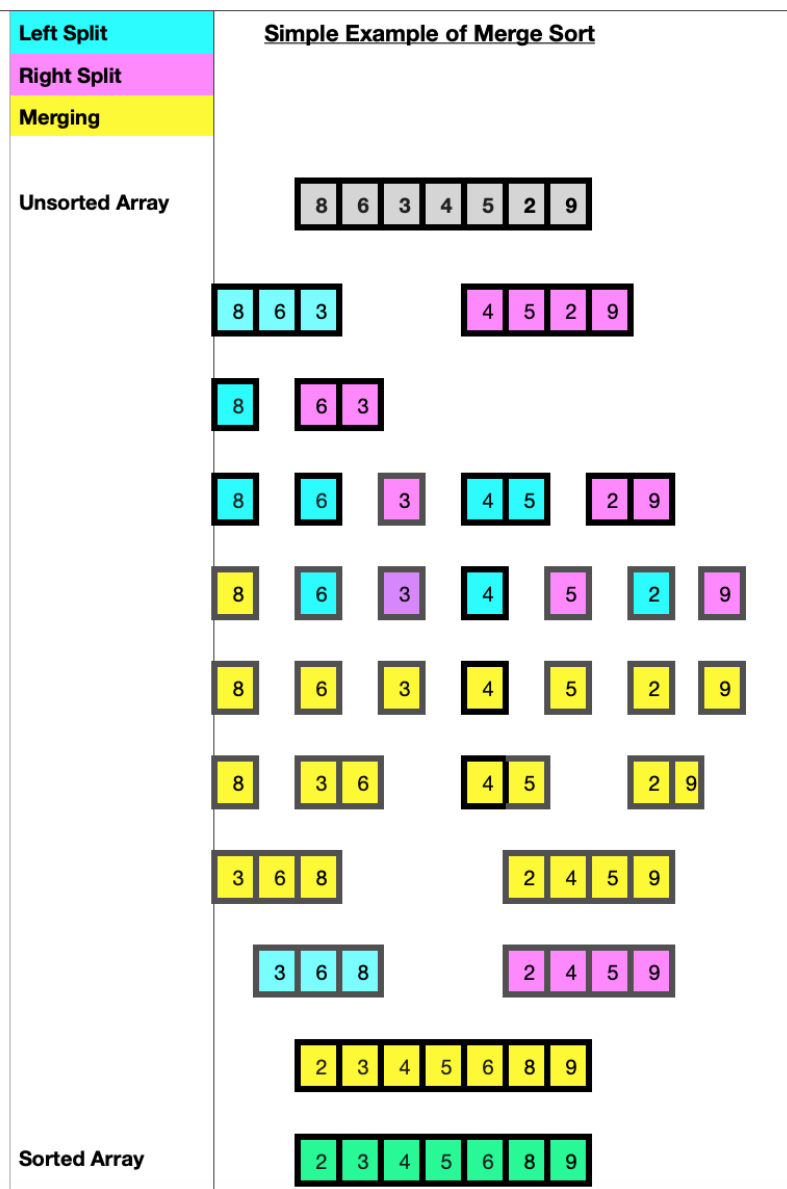 Left Split
Simple Example of Merge Sort
Right Split
Merging
Unsorted Array
8 6 3 4 5 2 9
8 6 3 4 5 2 9
8 6 3
8 6 3 4 5 2 9
8 6 3 4 5 2 9
8 6 3 4 5 2 9
8 3 6 4 5 2 9
3 6 8 2 4 5 9
3 6 8 2 4 5 9
2 3 4 5 6 8 9
Sorted Array
2 3 4 5 6 8 9